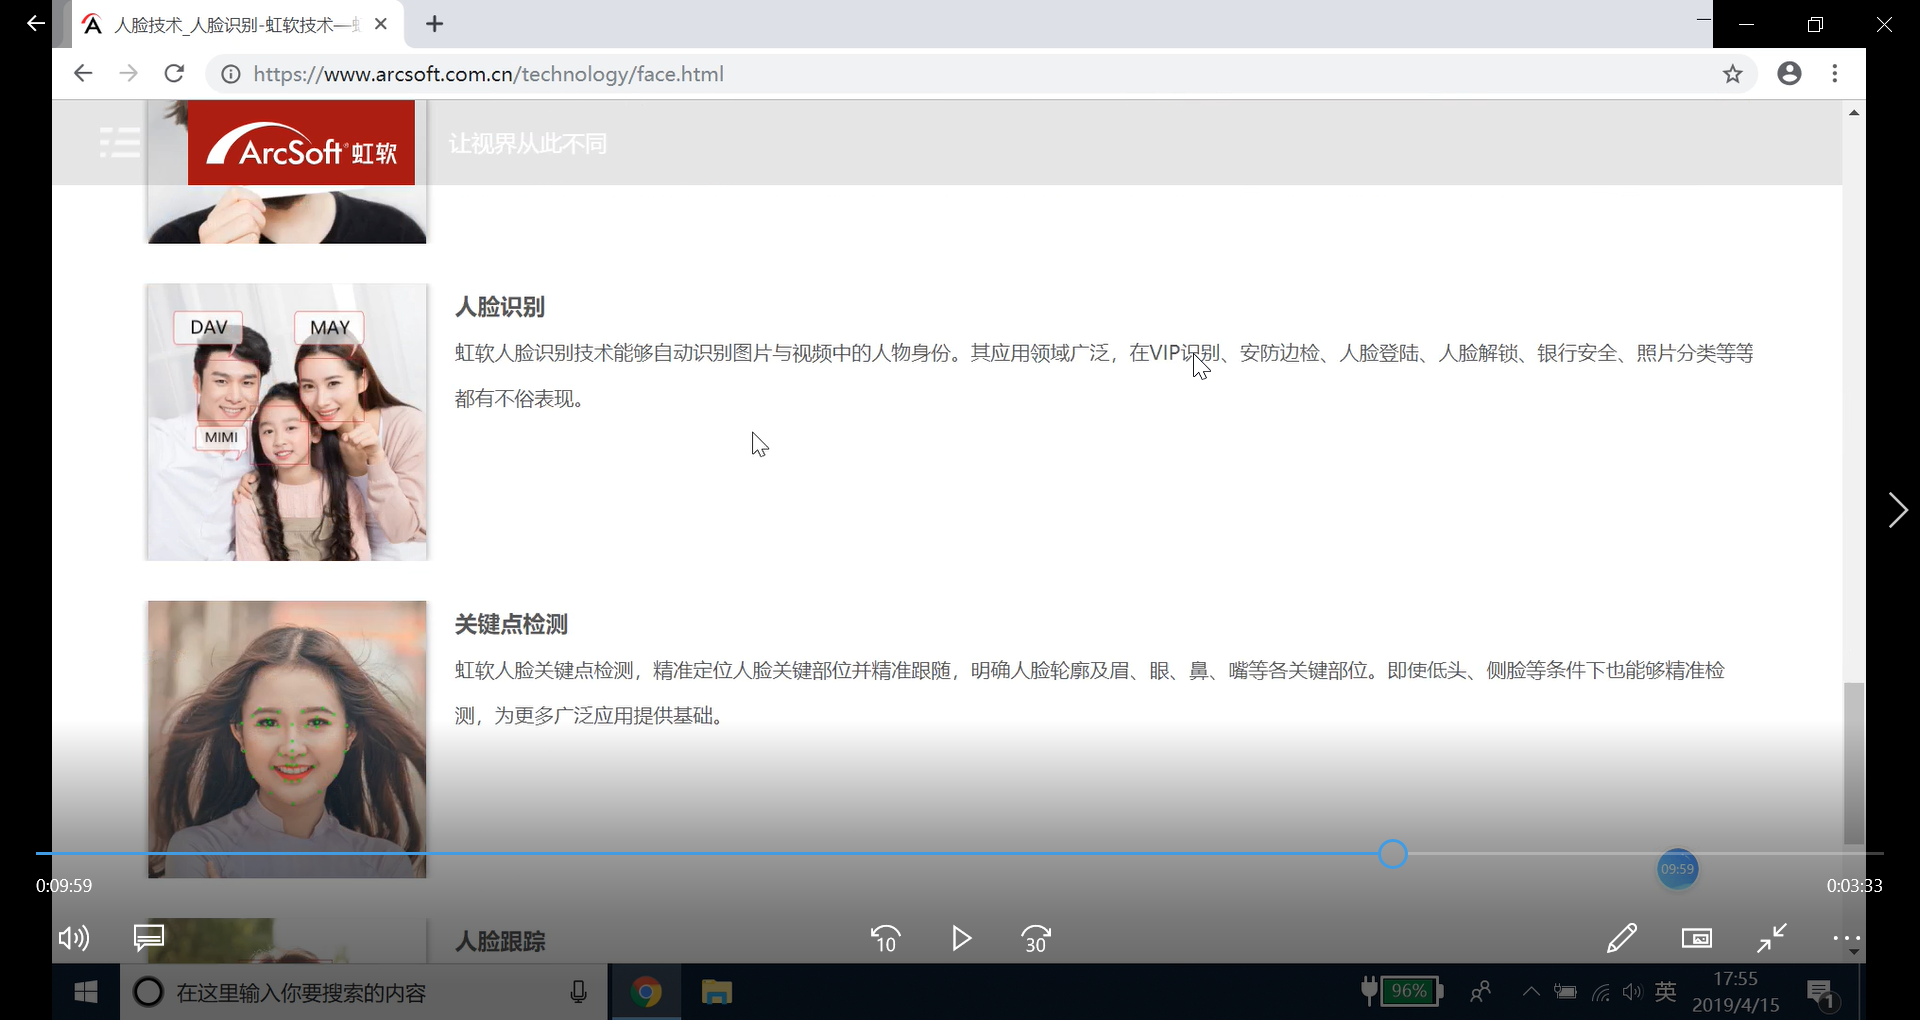 人脸技术_人脸识别-虹软技术—
https://www.arcsoft.com.cn/technology/face.html
ArcSoft 虹软
让视界从此不同
DAV
MAY
MIMI
人脸识别
虹软人脸识别技术能够自动识别图片与视频中的人物身份。其应用领域广泛，在VIP识别、安防边检、人脸登陆、人脸解锁、银行安全、照片分类等等
都有不俗表现。
关键点检测
虹软人脸关键点检测，精准定位人脸关键部位并精准跟随，明确人脸轮廓及眉、眼、鼻、嘴等各关键部位。即使低头、侧脸等条件下也能够精准检
测，为更多广泛应用提供基础。
09:59
0:09:59
0:03:33
10
30
人脸跟踪
在这里输入你要搜索的内容
96%
英
17:55
2019/4/15
1